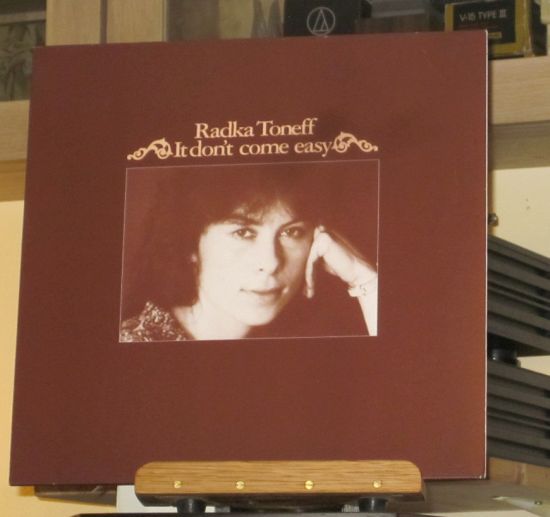 V-15 TYPE III
Radka Toneff
It don't come easy